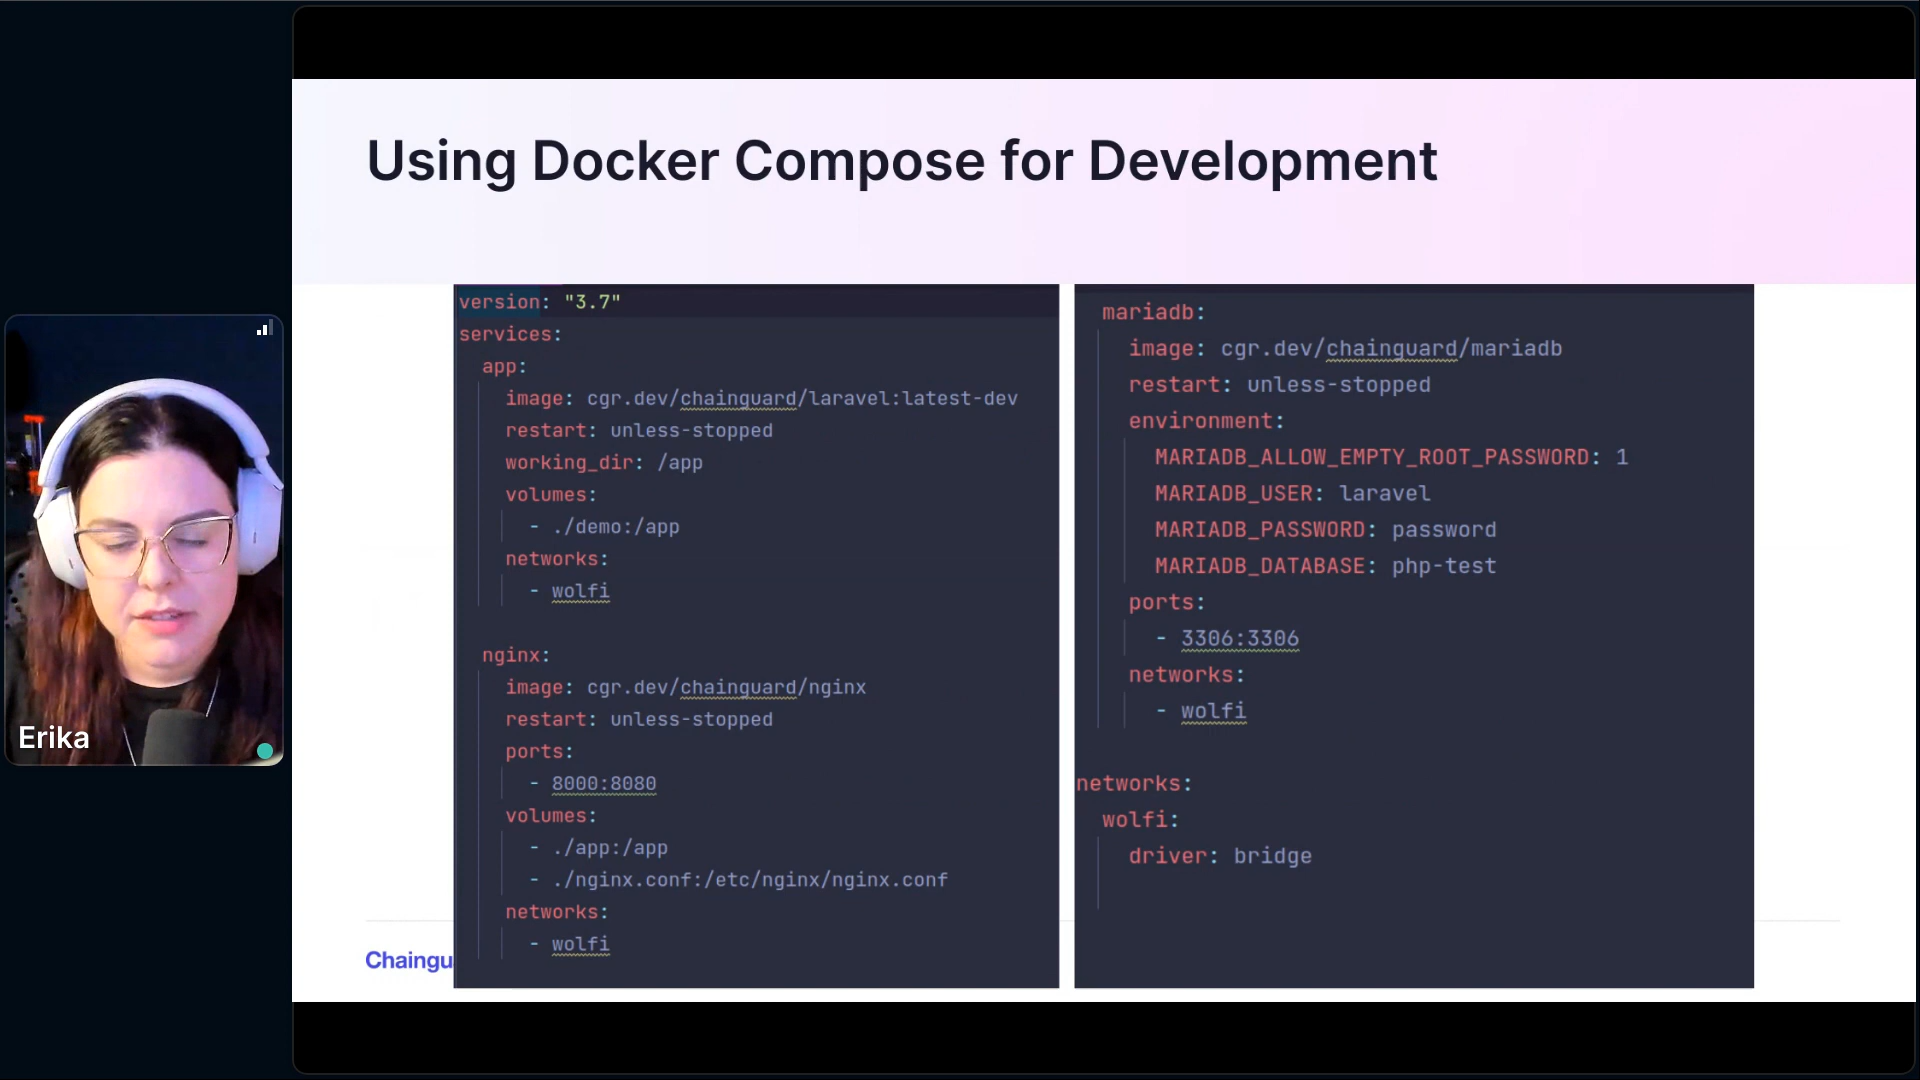 Using Docker Compose for Development
version: "3.7"
services:
app:
image: cgr.dev/chainguard/laravel:latest-dev
restart: unless-stopped
working_dir: /app
volumes:
- ./demo:/app
networks:
- wolfi
nginx:
image: cgr.dev/chainguard/nginx
restart: unless-stopped
ports:
- 8000:8080
volumes:
- ./app:/app
- ./nginx.conf:/etc/nginx/nginx.conf
networks:
- wolfi
mariadb:
image: cgr.dev/chainguard/mariadb
restart: unless-stopped
environment:
MARIADB_ALLOW_EMPTY_ROOT_PASSWORD: 1
MARIADB_USER: laravel
MARIADB_PASSWORD: password
MARIADB_DATABASE: php-test
ports:
- 3306:3306
networks:
- wolfi
networks:
wolfi:
driver: bridge
Chaingu
Erika